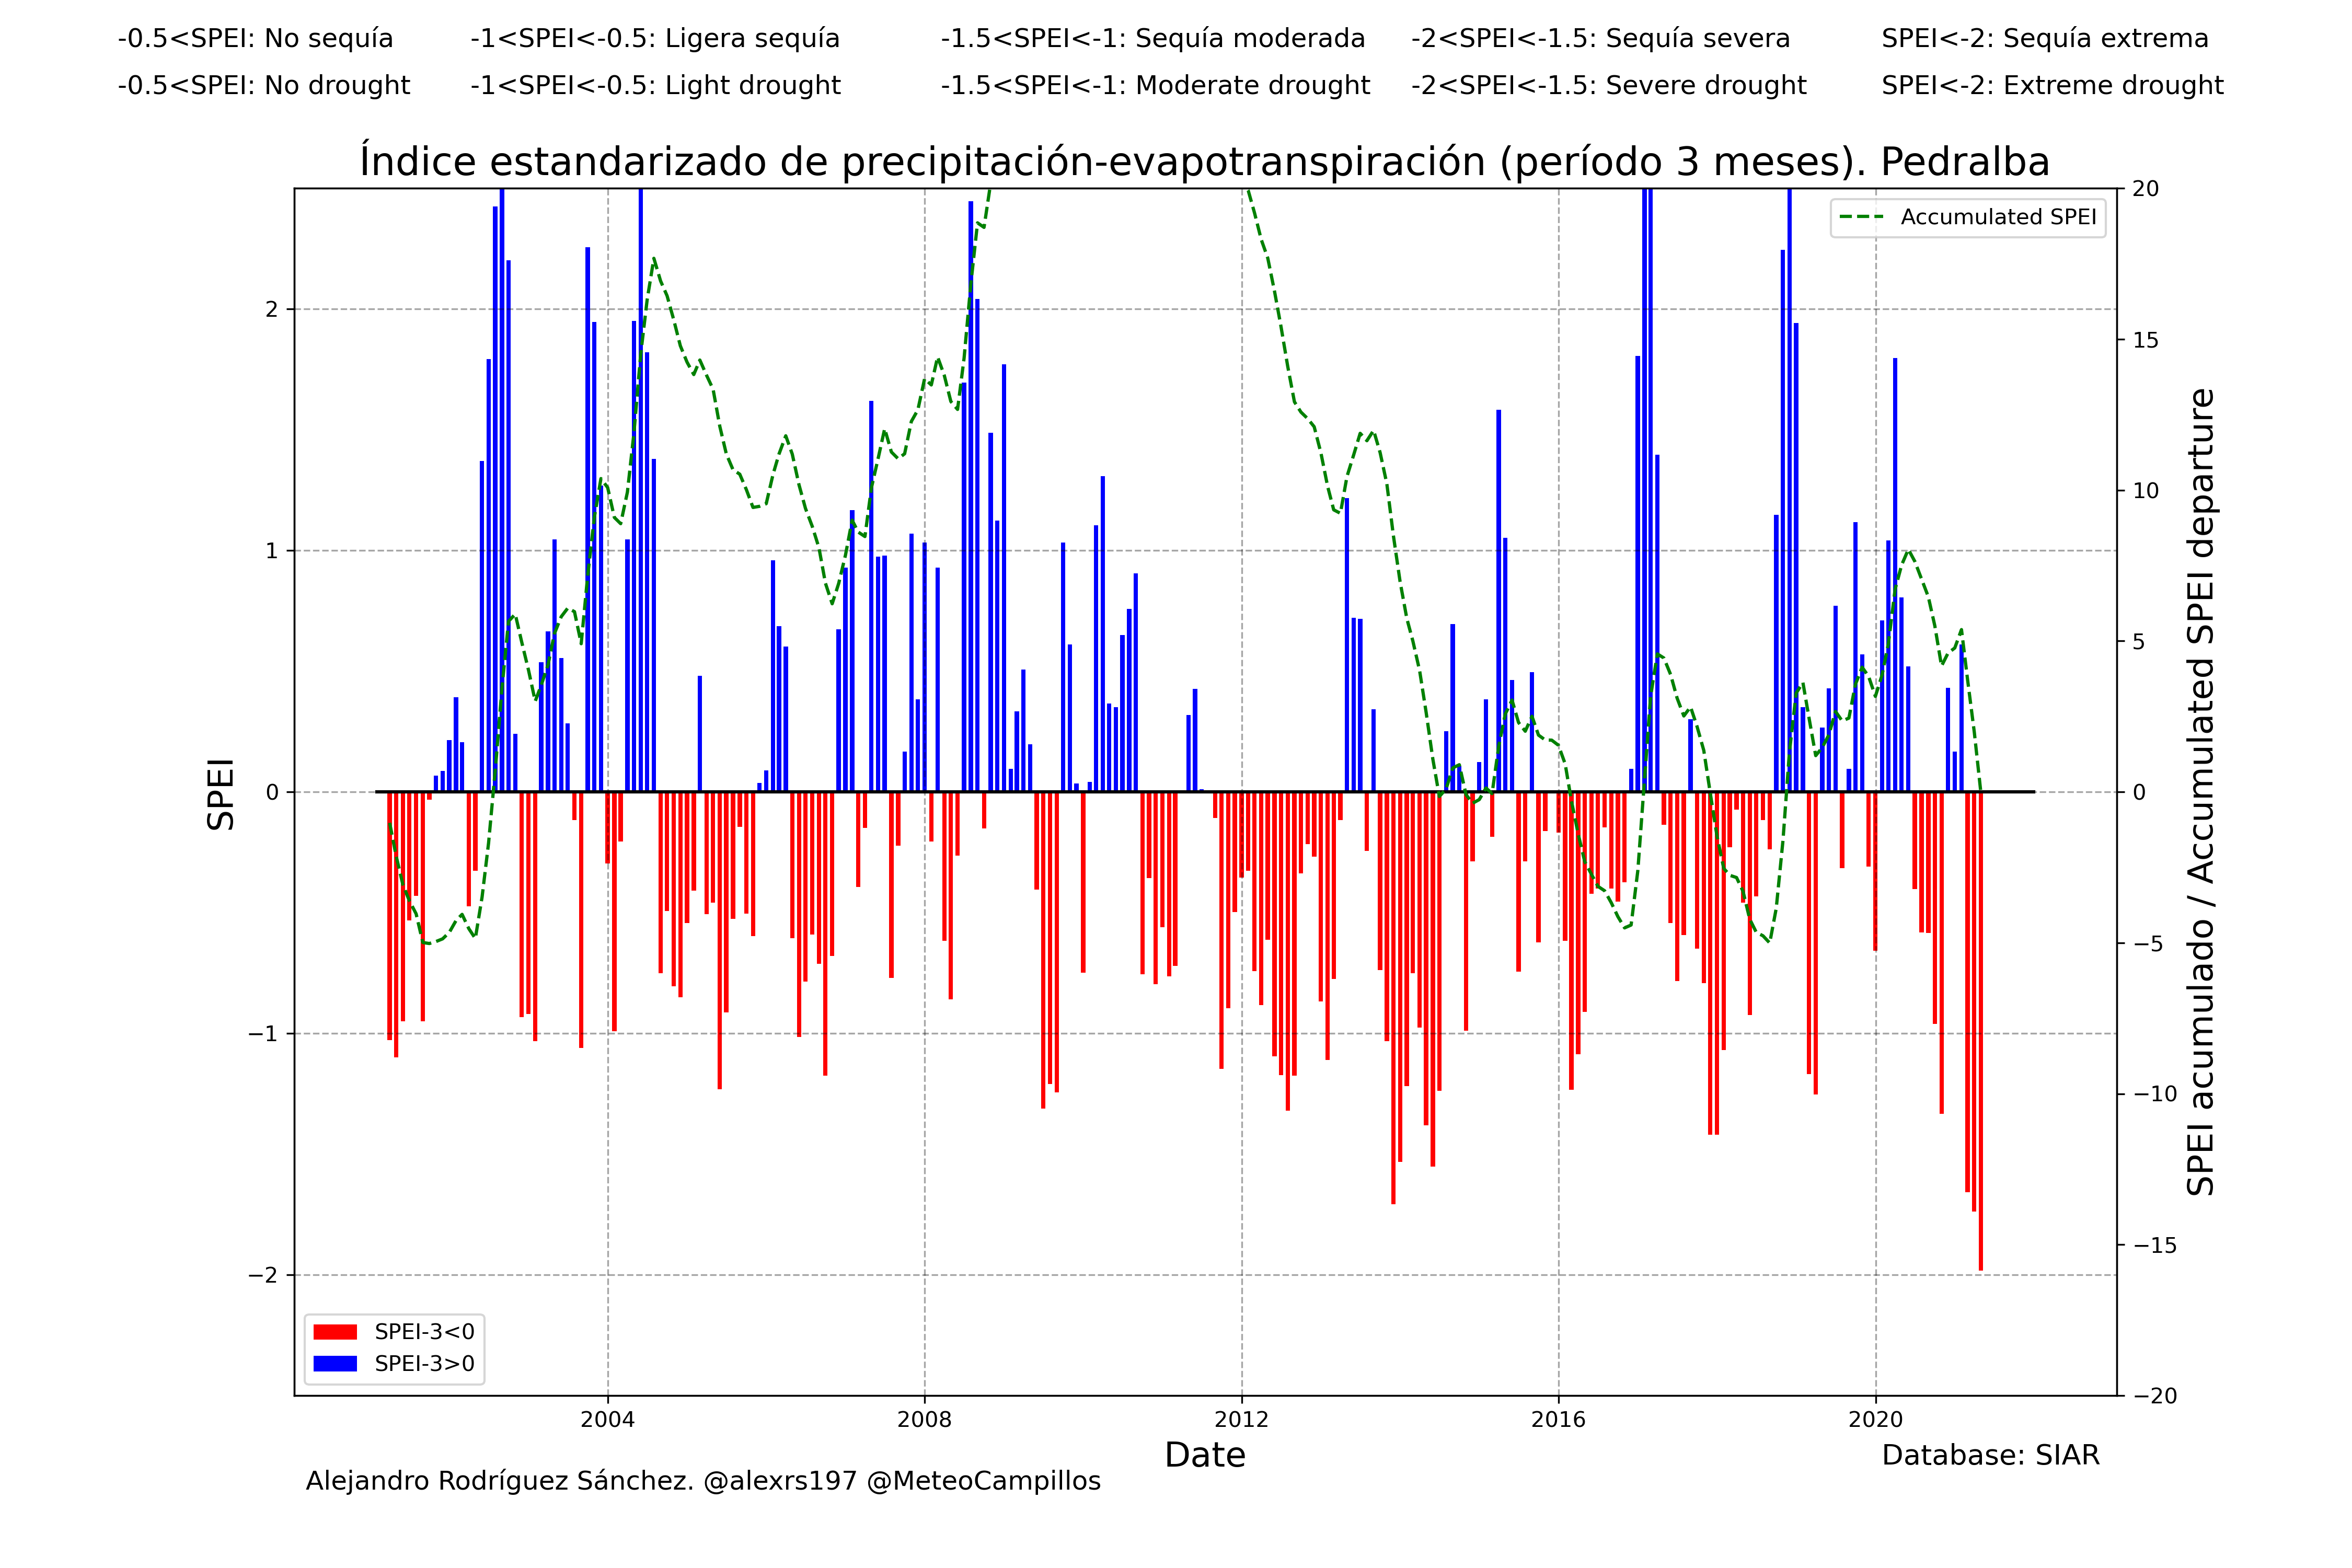 -0.5<SPEI: No sequía -1<SPEI<-0.5: Ligera sequía -1.5<SPEI<-1: Sequía moderada -2<SPEI<-1.5: Sequía severa SPEI<-2: Sequía extrema
-0.5<SPEI: No drought -1<SPEI<-0.5: Light drought -1.5<SPEI<-1: Moderate drought -2<SPEI<-1.5: Severe drought SPEI<-2: Extreme drought
Índice estandarizado de precipitación-evapotranspiración (período 3 meses). Pedralba
Accumulated SPEI
2
1
0
−1
−2
SPEI
20
15
10
5
0
−5
−10
−15
−20
SPEI acumulado / Accumulated SPEI departure
SPEI-3<0
SPEI-3>0
2004 2008 2012 2016 2020
Date
Database: SIAR
Alejandro Rodríguez Sánchez. @alexrs197 @MeteoCampillos